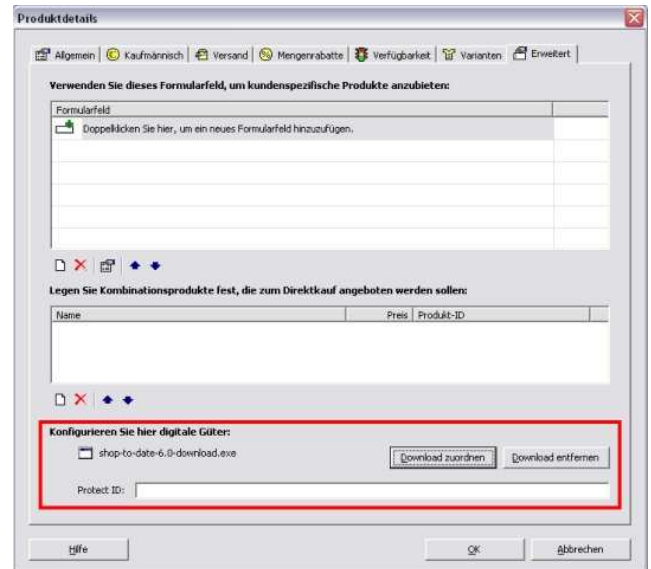 Produktdetails
Allgemein Kaufmännisch Versand Mengenrabatte Verfügbarkeit Varianten Erweitert
Verwenden Sie dieses Formularfeld, um kundenspezifische Produkte anzubieten:
Formularfeld
Doppelklicken Sie hier, um ein neues Formularfeld hinzuzufügen.
Legen Sie Kombinationsprodukte fest, die zum Direktkauf angeboten werden sollen:
Name Preis Produkt-ID
Konfigurieren Sie hier digitale Güter:
shop-to-date-6.0-download.exe Download zuordnen Download entfernen
Protect ID:
Hilfe OK Abbrechen